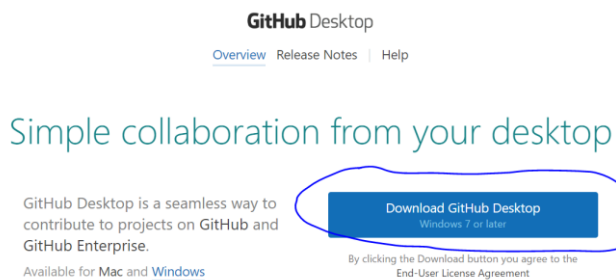 GitHub Desktop
Overview Release Notes | Help
Simple collaboration from your desktop
GitHub Desktop is a seamless way to
contribute to projects on GitHub and
GitHub Enterprise.
Available for Mac and Windows
Download GitHub Desktop
Windows 7 or later
By clicking the Download button you agree to the
End-User License Agreement